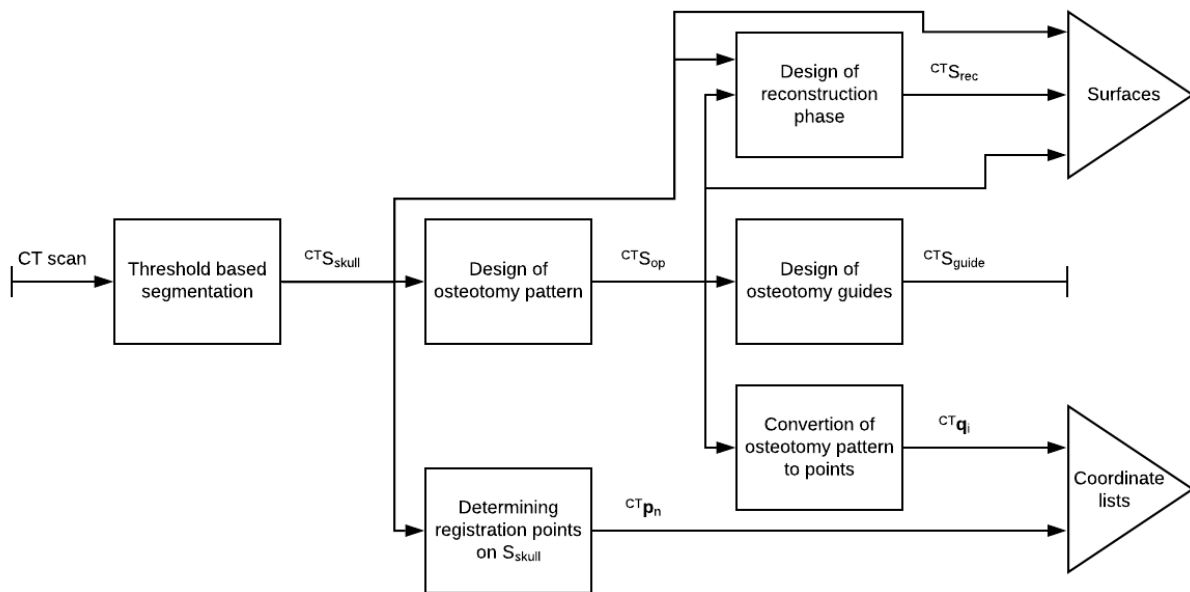 Design of
reconstruction
phase
CTSrec
Surfaces
CT scan
Threshold based
segmentation
CTSskull
Design of
osteotomy pattern
CTSop
Design of
osteotomy guides
CTSguide
Convertion of
osteotomy pattern
to points
CTqi
Coordinate
lists
Determining
registration points
on Sskull
CTpn